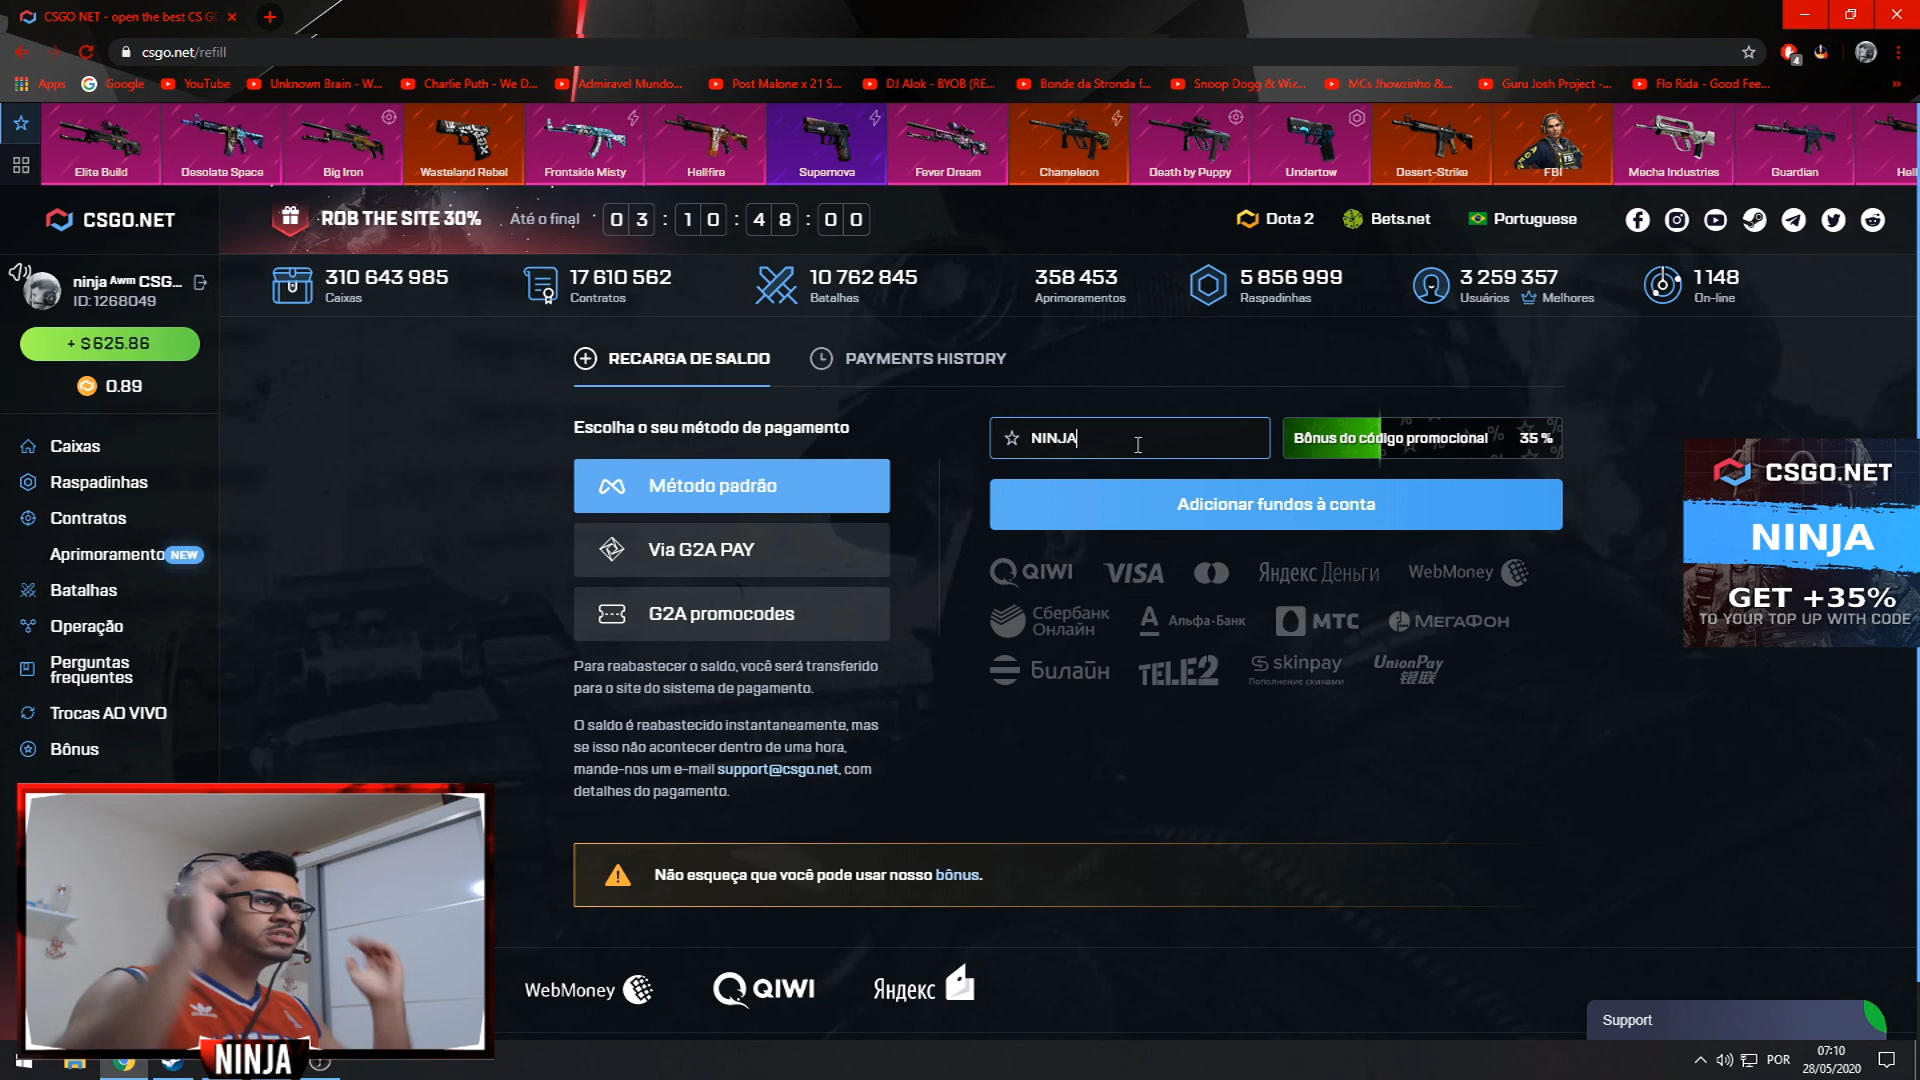 CSGO NET - open the best CS G
csgo.net/refill
4
Apps
Google
YouTube
Unknown Brain - W...
Charlie Puth - We D...
Admiravel Mundo...
Post Malone x 21 S...
DJ Alok - BYOB (RE...
Bonde da Stronda f...
Snoop Dogg & Wiz...
MCs Jhowzinho &...
Guru Josh Project -...
Flo Rida - Good Fee...
Elite Build
Desolate Space
Big Iron
Wasteland Rebel
Frontside Misty
Hellfire
Supernova
Fever Dream
Chameleon
Death by Puppy
Undertow
Desert-Strike
FBI
Mecha Industries
Guardian
Hell
CSGO.NET
ROB THE SITE 30%
Até o final
03:10:48:00
Dota 2
Bets.net
Portuguese
ninja Awm CSG...
ID:1268049
310 643 985
Caixas
17 610 562
Contratos
10 762 845
Batalhas
358 453
Aprimoramentos
5 856 999
Raspadinhas
3 259 357
Usuários
Melhores
1 148
On-line
+ $625.86
0.89
RECARGA DE SALDO
PAYMENTS HISTORY
Caixas
Raspadinhas
Contratos
Aprimoramento NEW
Batalhas
Operação
Perguntas
frequentes
Trocas AO VIVO
Bônus
Escolha o seu método de pagamento
Método padrão
Via G2A PAY
G2A promocodes
Para reabastecer o saldo, você será transferido
para o site do sistema de pagamento.
O saldo é reabastecido instantaneamente, mas
se isso não acontecer dentro de uma hora,
mande-nos um e-mail support@csgo.net, com
detalhes do pagamento.
NINJA
Bônus do código promocional 35 %
Adicionar fundos à conta
QIWI
VISA
Яндекс Деньги
WebMoney
Сбербанк
Онлайн
Альфа-Банк
МТС
МЕГАФОН
Билайн
TELE2
skinpay
Пополнение скинами
UnionPay
银联
CSGO.NET
NINJA
GET +35%
TO YOUR TOP UP WITH CODE
Não esqueça que você pode usar nosso bônus.
WebMoney
QIWI
Яндекс
Support
NINJA
POR
07:10
28/05/2020